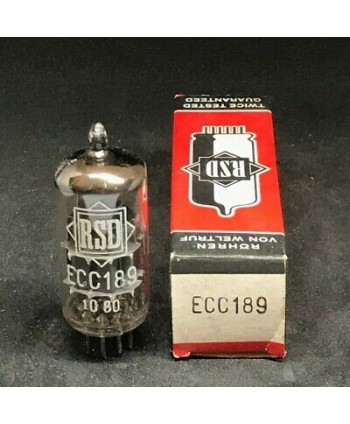 RSD
ECC189
10 60
TWICE TESTED
GUARANTEED
RSD
RÖHREN
VON WELTRUF
ECC189